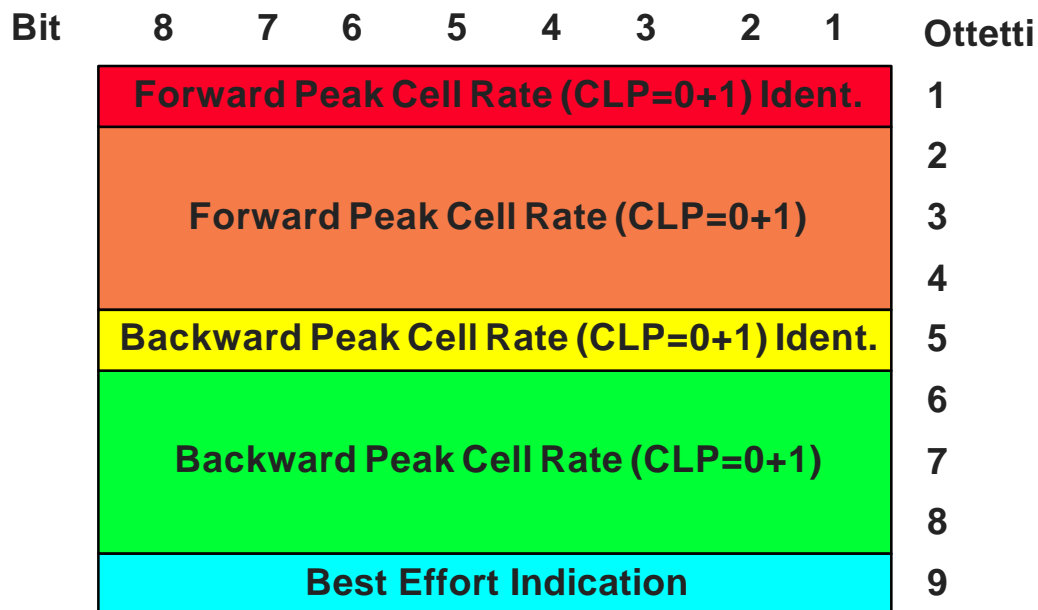 Bit 8 7 6 5 4 3 2 1 Ottetti
Forward Peak Cell Rate (CLP=0+1) Ident. 1
2
Forward Peak Cell Rate (CLP=0+1) 3
4
Backward Peak Cell Rate (CLP=0+1) Ident. 5
6
Backward Peak Cell Rate (CLP=0+1) 7
8
Best Effort Indication 9